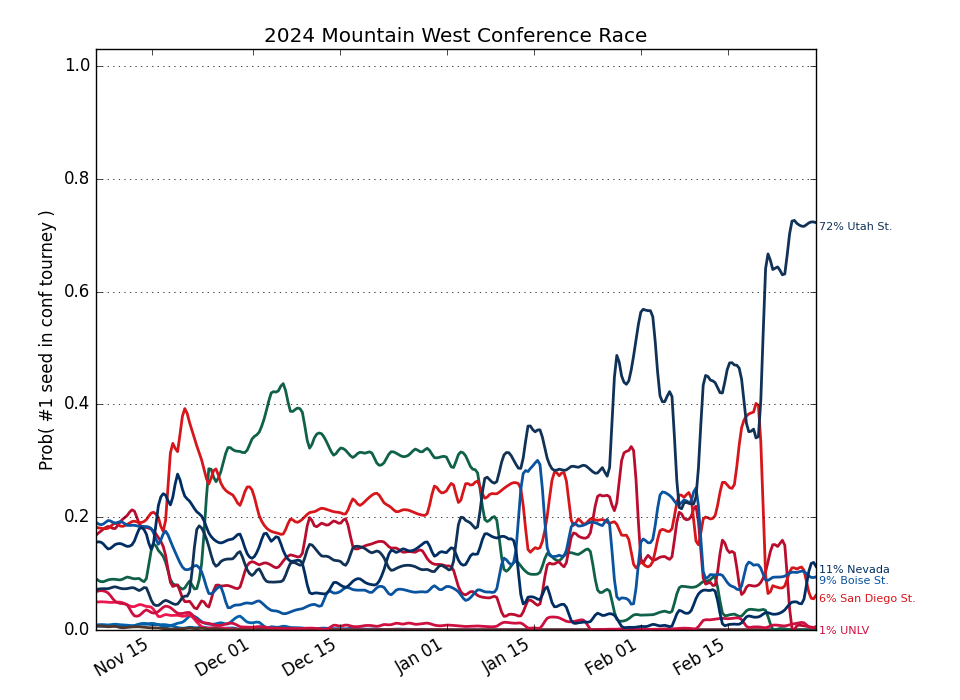 2024 Mountain West Conference Race
Prob( #1 seed in conf tourney )
1.0
0.8
0.6
0.4
0.2
0.0
Nov 15
Dec 01
Dec 15
Jan 01
Jan 15
Feb 01
Feb 15
72% Utah St.
11% Nevada
9% Boise St.
6% San Diego St.
1% UNLV